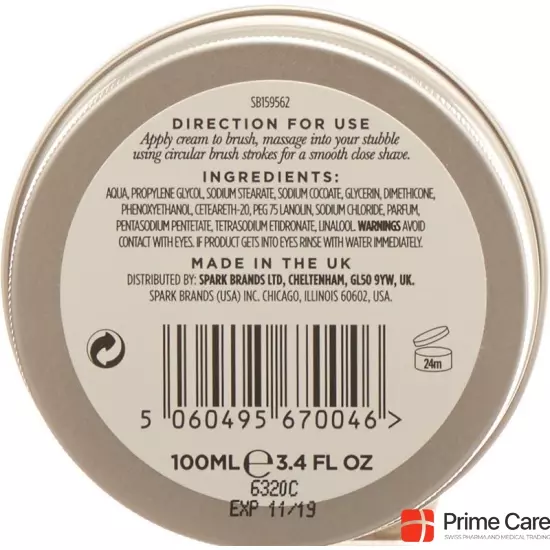 SB159562
DIRECTION FOR USE
Apply cream to brush, massage into your stubble
using circular brush strokes for a smooth close shave.
INGREDIENTS:
AQUA, PROPYLENE GLYCOL, SODIUM STEARATE, SODIUM COCOATE, GLYCERIN, DIMETHICONE,
PHENOXYETHANOL, CETEARETH-20, PEG 75 LANOLIN, SODIUM CHLORIDE, PARFUM,
PENTASODIUM PENTETATE, TETRASODIUM ETIDRONATE, LINALOOL. WARNINGS AVOID
CONTACT WITH EYES. IF PRODUCT GETS INTO EYES RINSE WITH WATER IMMEDIATELY.
MADE IN THE UK
DISTRIBUTED BY: SPARK BRANDS LTD, CHELTENHAM, GL50 9YW, UK.
SPARK BRANDS (USA) INC. CHICAGO, ILLINOIS 60602, USA.
24m
5 060495 670046 >
100ML e 3.4 FL OZ
6320C
EXP 11/19
Prime Care
SWISS PHARMA AND MEDICAL TRADING